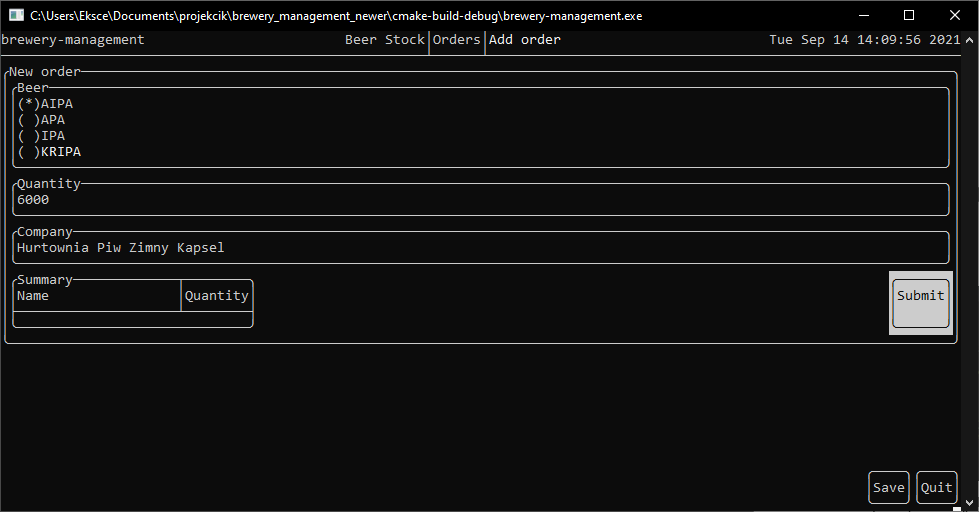 C:\Users\Eksce\Documents\projekcik\brewery_management_newer\cmake-build-debug\brewery-management.exe
brewery-management Beer Stock Orders Add order Tue Sep 14 14:09:56 2021
New order
Beer
(*)AIPA
( )APA
( )IPA
( )KRIPA
Quantity
6000
Company
Hurtownia Piw Zimny Kapsel
Summary
Name Quantity Submit
Save Quit